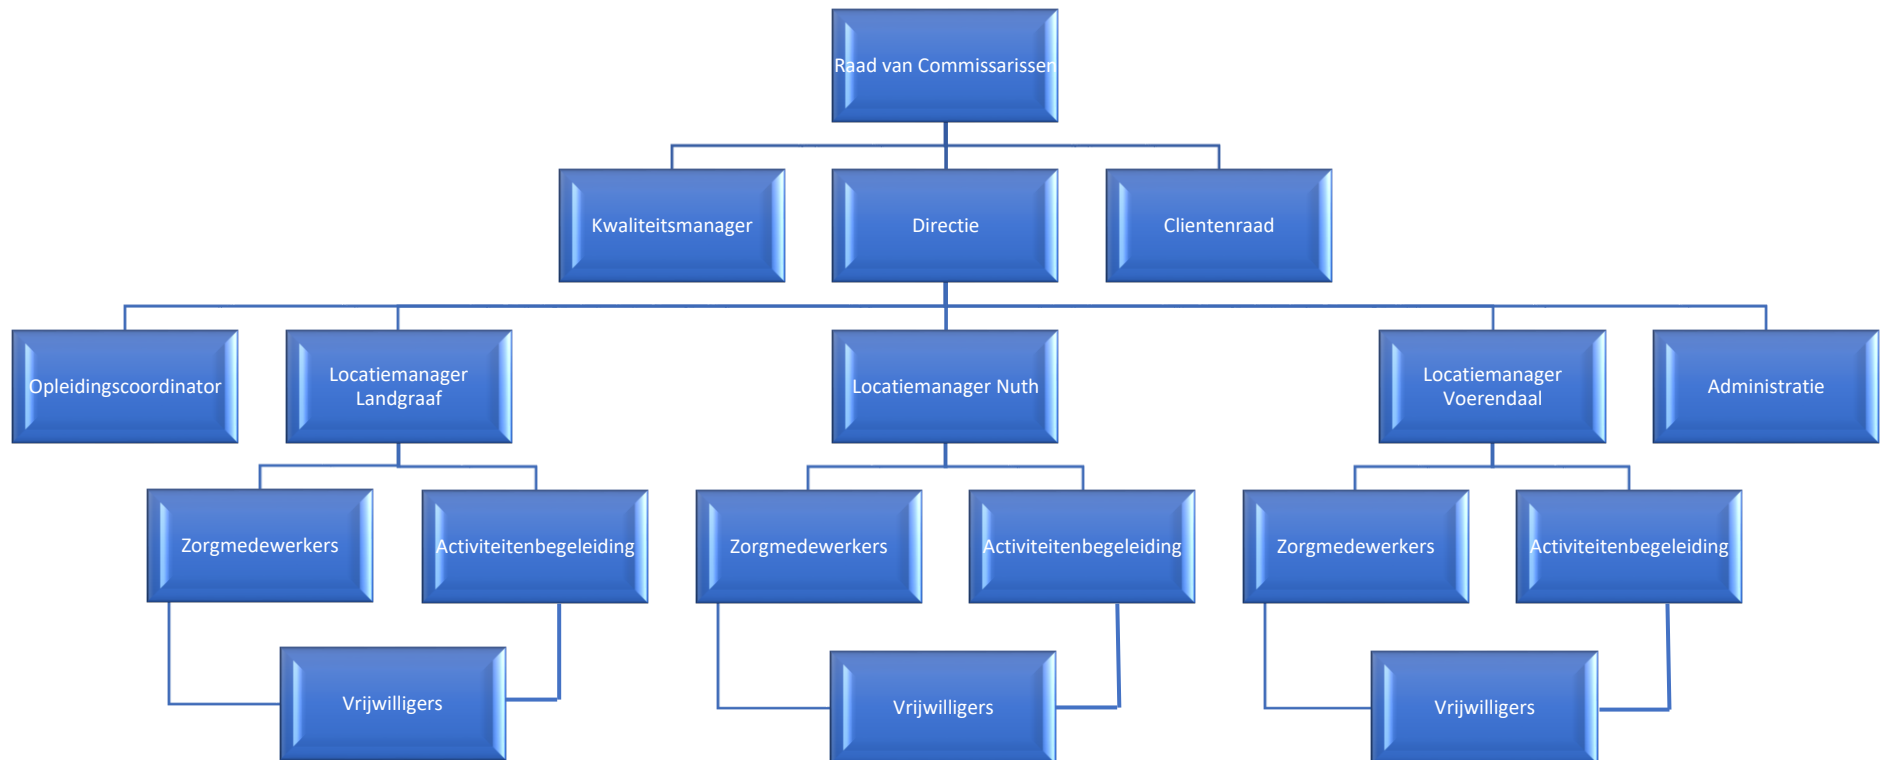 Raad van Commissarissen
Kwaliteitsmanager
Directie
Clientenraad
Opleidingscoordinator
Locatiemanager
Landgraaf
Locatiemanager Nuth
Locatiemanager
Voerendaal
Administratie
Zorgmedewerkers
Activiteitenbegeleiding
Zorgmedewerkers
Activiteitenbegeleiding
Zorgmedewerkers
Activiteitenbegeleiding
Vrijwilligers
Vrijwilligers
Vrijwilligers